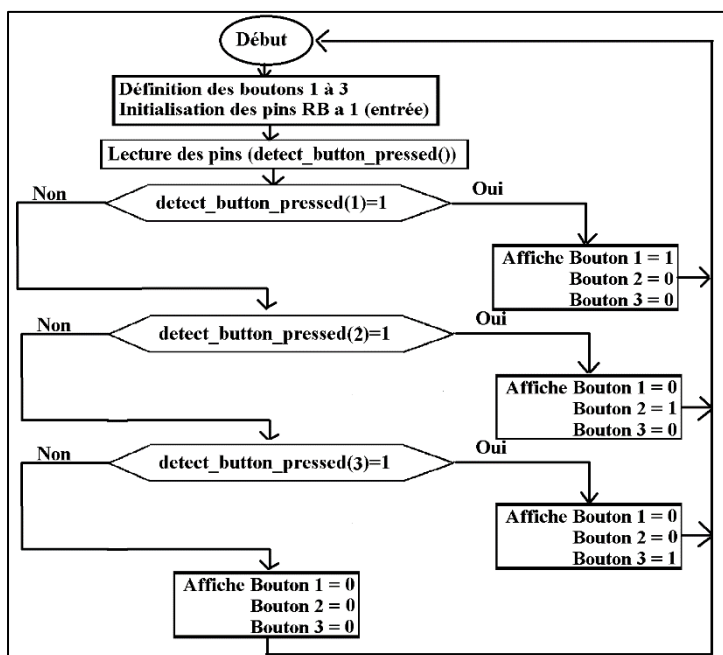 Début
Définition des boutons 1 à 3
Initialisation des pins RB a 1 (entrée)
Lecture des pins (detect_button_pressed())
Non
detect_button_pressed(1)=1
Oui
Affiche Bouton 1 = 1
Bouton 2 = 0
Bouton 3 = 0
Non
detect_button_pressed(2)=1
Oui
Affiche Bouton 1 = 0
Bouton 2 = 1
Bouton 3 = 0
Non
detect_button_pressed(3)=1
Oui
Affiche Bouton 1 = 0
Bouton 2 = 0
Bouton 3 = 1
Affiche Bouton 1 = 0
Bouton 2 = 0
Bouton 3 = 0